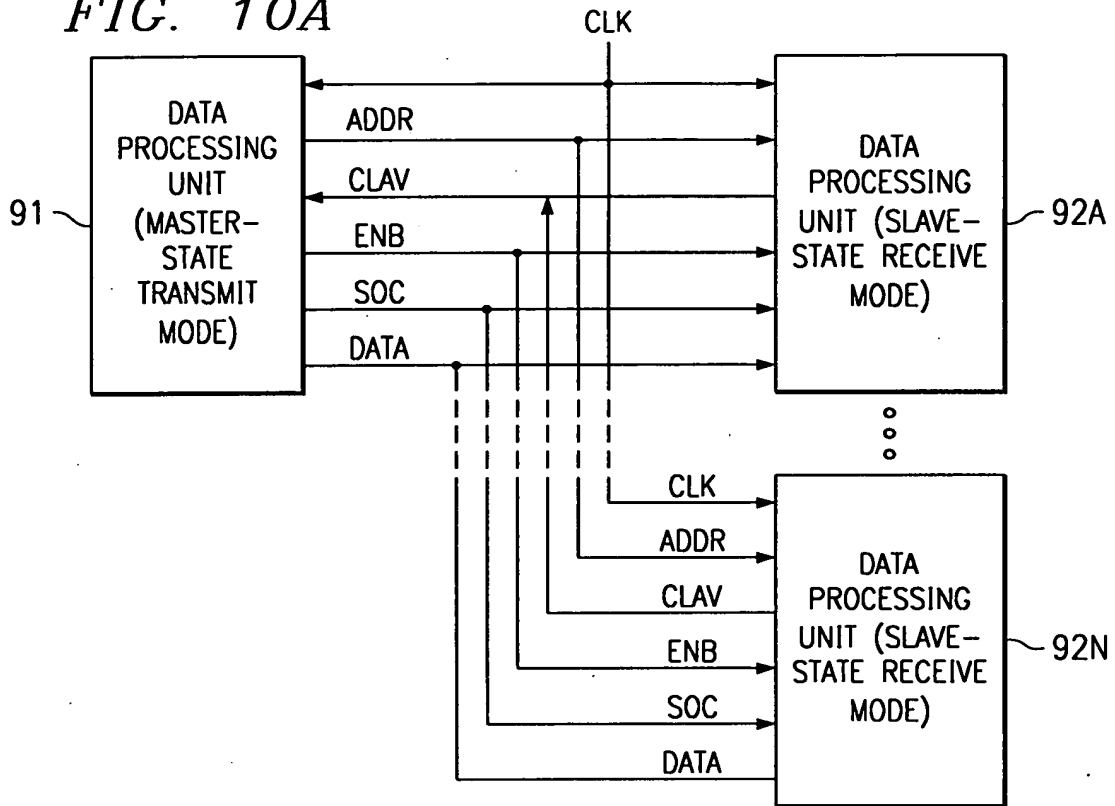 FIG. 10A
CLK
DATA
PROCESSING
UNIT
(MASTER-
STATE
TRANSMIT
MODE)
91
ADDR
CLAV
ENB
SOC
DATA
DATA
PROCESSING
UNIT (SLAVE-
STATE RECEIVE
MODE)
92A
CLK
ADDR
CLAV
ENB
SOC
DATA
DATA
PROCESSING
UNIT (SLAVE-
STATE RECEIVE
MODE)
92N